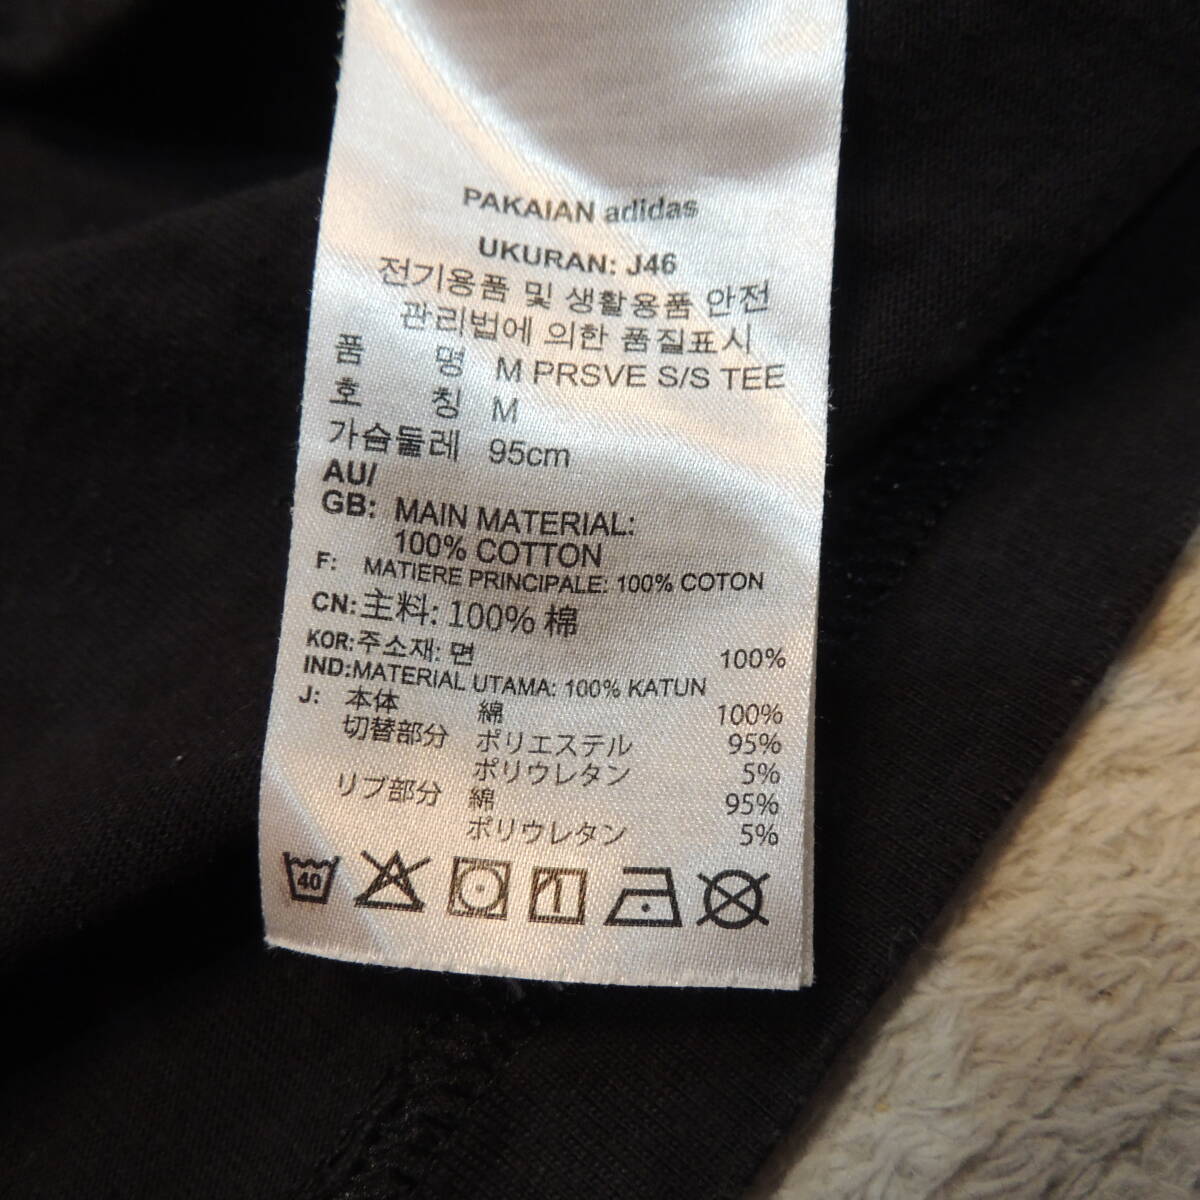 PAKAIAN adidas
UKURAN: J46
전기용품 및 생활용품 안전
관리법에 의한 품질표시
품 명 M PRSVE S/S TEE
호 칭 M
가슴둘레 95cm
AU/
GB: MAIN MATERIAL:
100% COTTON
F: MATIERE PRINCIPALE: 100% COTON
CN: 主料: 100% 棉
KOR: 주소재: 면 100%
IND: MATERIAL UTAMA: 100% KATUN
J: 本体 綿 100%
切替部分 ポリエステル 95%
ポリウレタン 5%
リブ部分 綿 95%
ポリウレタン 5%
40 1